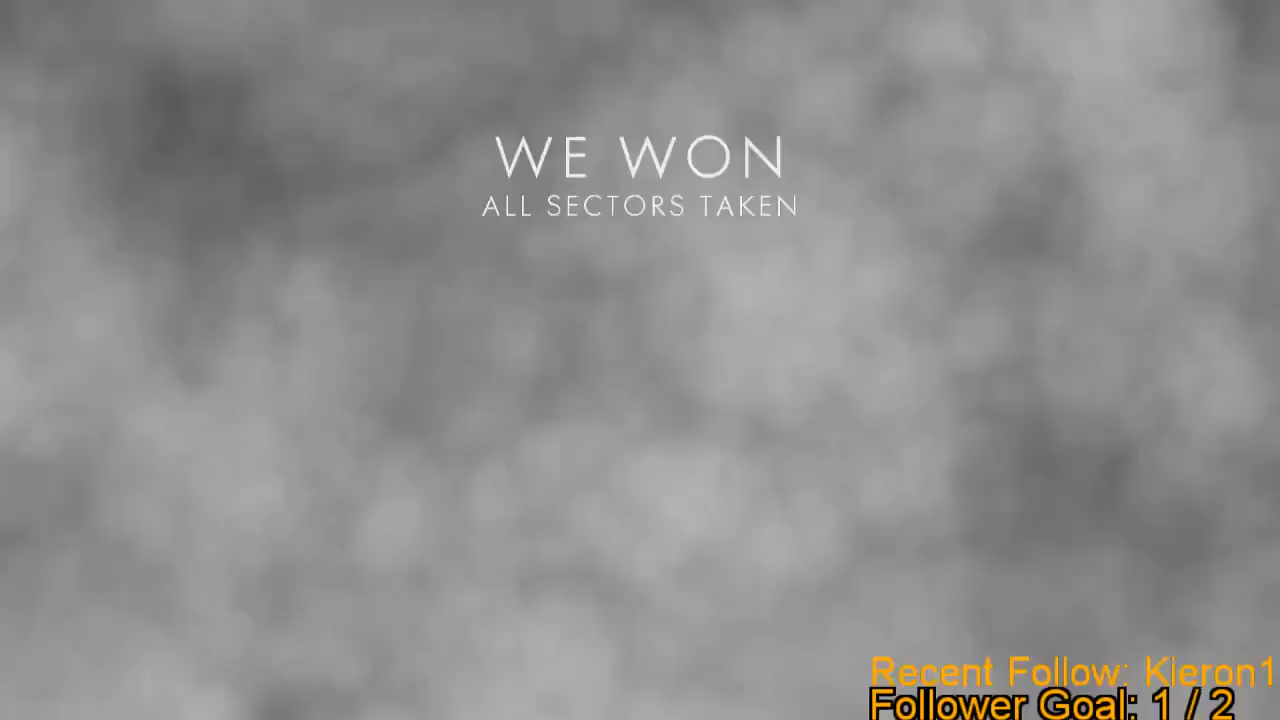 WE WON
ALL SECTORS TAKEN
Recent Follow: Kieron1
Follower Goal: 1 / 2